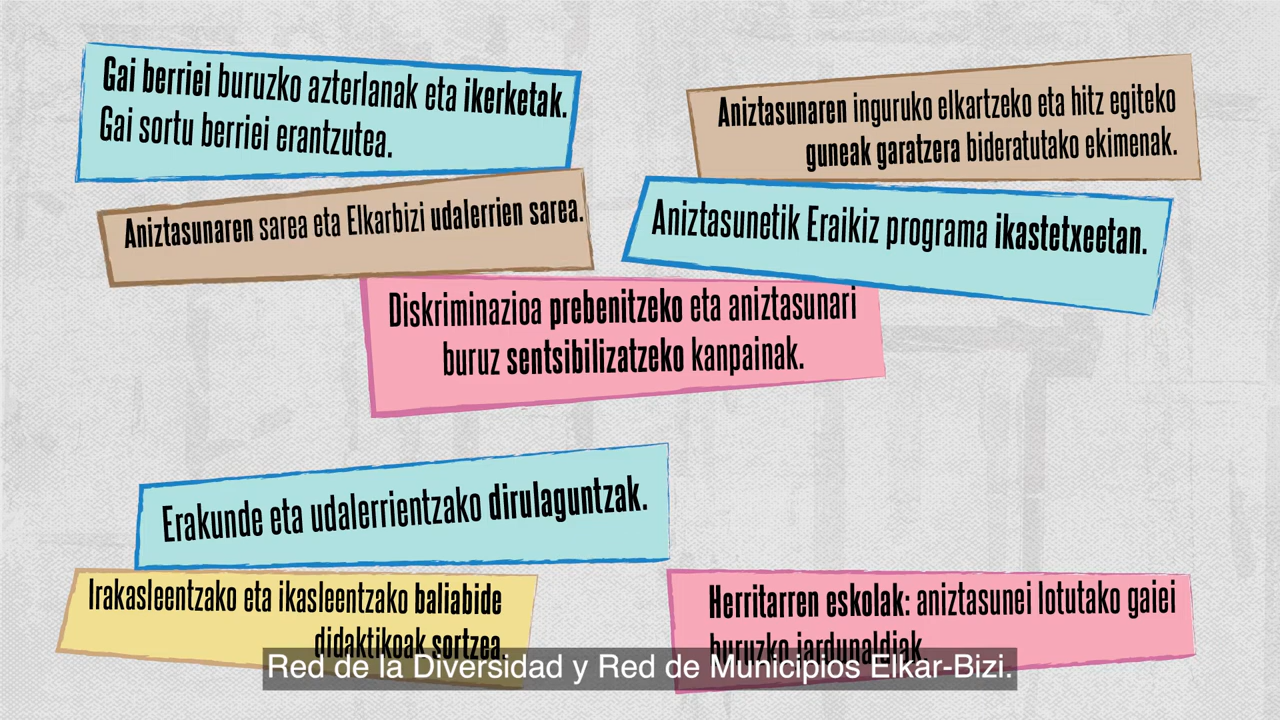 Gai berriei buruzko azterlanak eta ikerketak.
Gai sortu berriei erantzutea.
Aniztasunaren inguruko elkartzeko eta hitz egiteko
guneak garatzera bideratutako ekimenak.
Aniztasunaren sarea eta Elkarbizi udalerrien sarea.
Aniztasunetik Eraikiz programa ikastetxeetan.
Diskriminazioa prebenitzeko eta aniztasunari
buruz sentsibilizatzeko kanpainak.
Erakunde eta udalerrientzako dirulaguntzak.
Irakasleentzako eta ikasleentzako baliabide
didaktikoak sortzea.
Herritarren eskolak: aniztasunei lotutako gaiei
buruzko jardunaldiak
Red de la Diversidad y Red de Municipios Elkar-Bizi.